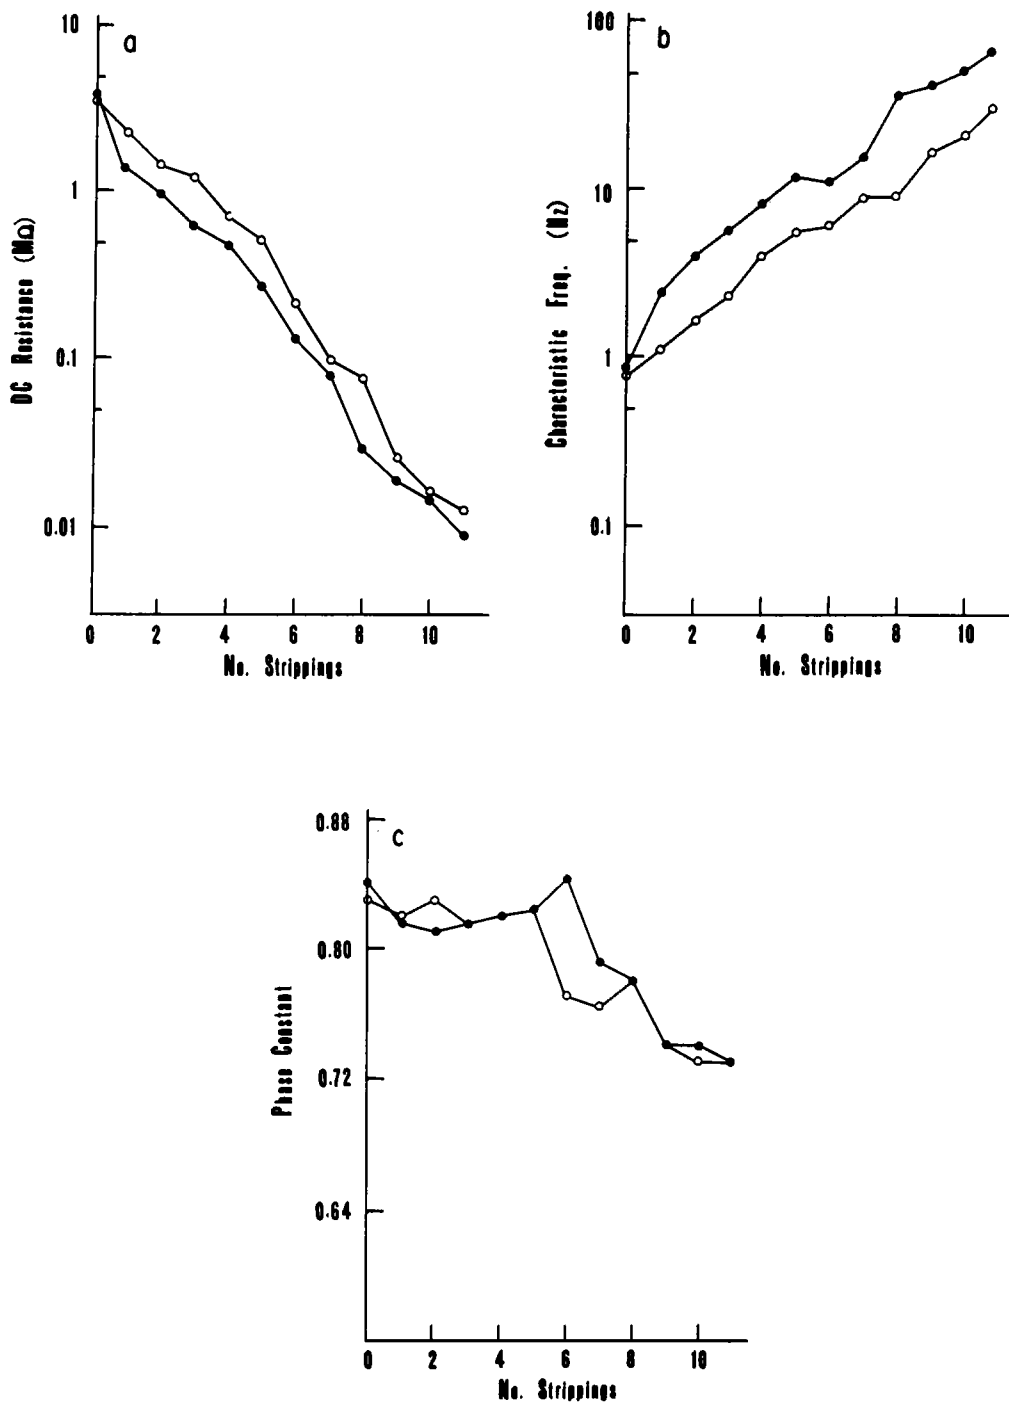 a
10
1
0.1
0.01
DC Resistance (MΩ)
0 2 4 6 8 10
No. Strippings
b
100
10
1
0.1
Characteristic Freq. (Hz)
0 2 4 6 8 10
No. Strippings
c
0.88
0.80
0.72
0.64
Phase Constant
0 2 4 6 8 10
No. Strippings